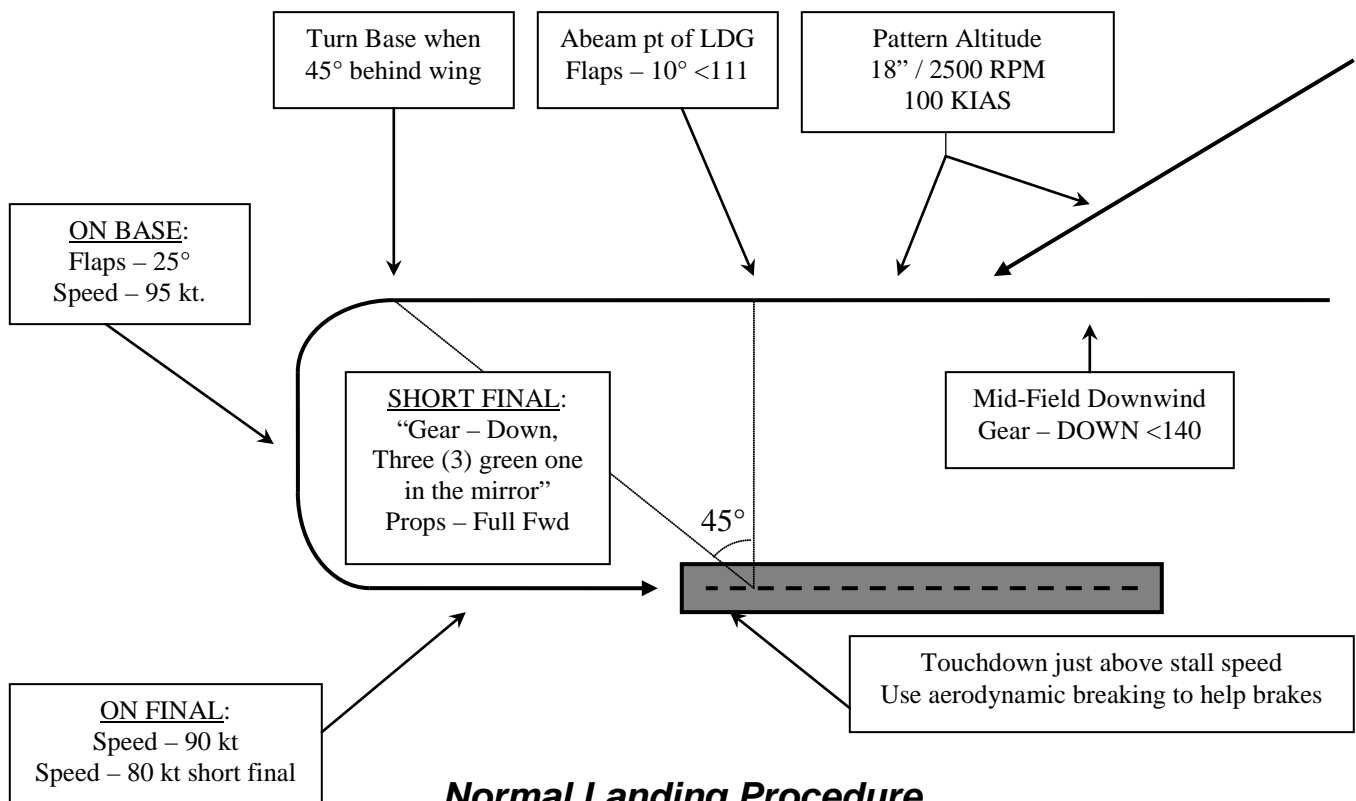 Turn Base when
45° behind wing
Abeam pt of LDG
Flaps – 10° <111
Pattern Altitude
18” / 2500 RPM
100 KIAS
ON BASE:
Flaps – 25°
Speed – 95 kt.
SHORT FINAL:
“Gear – Down,
Three (3) green one
in the mirror”
Props – Full Fwd
Mid-Field Downwind
Gear – DOWN <140
45°
Touchdown just above stall speed
Use aerodynamic breaking to help brakes
ON FINAL:
Speed – 90 kt
Speed – 80 kt short final
Normal Landing Procedure